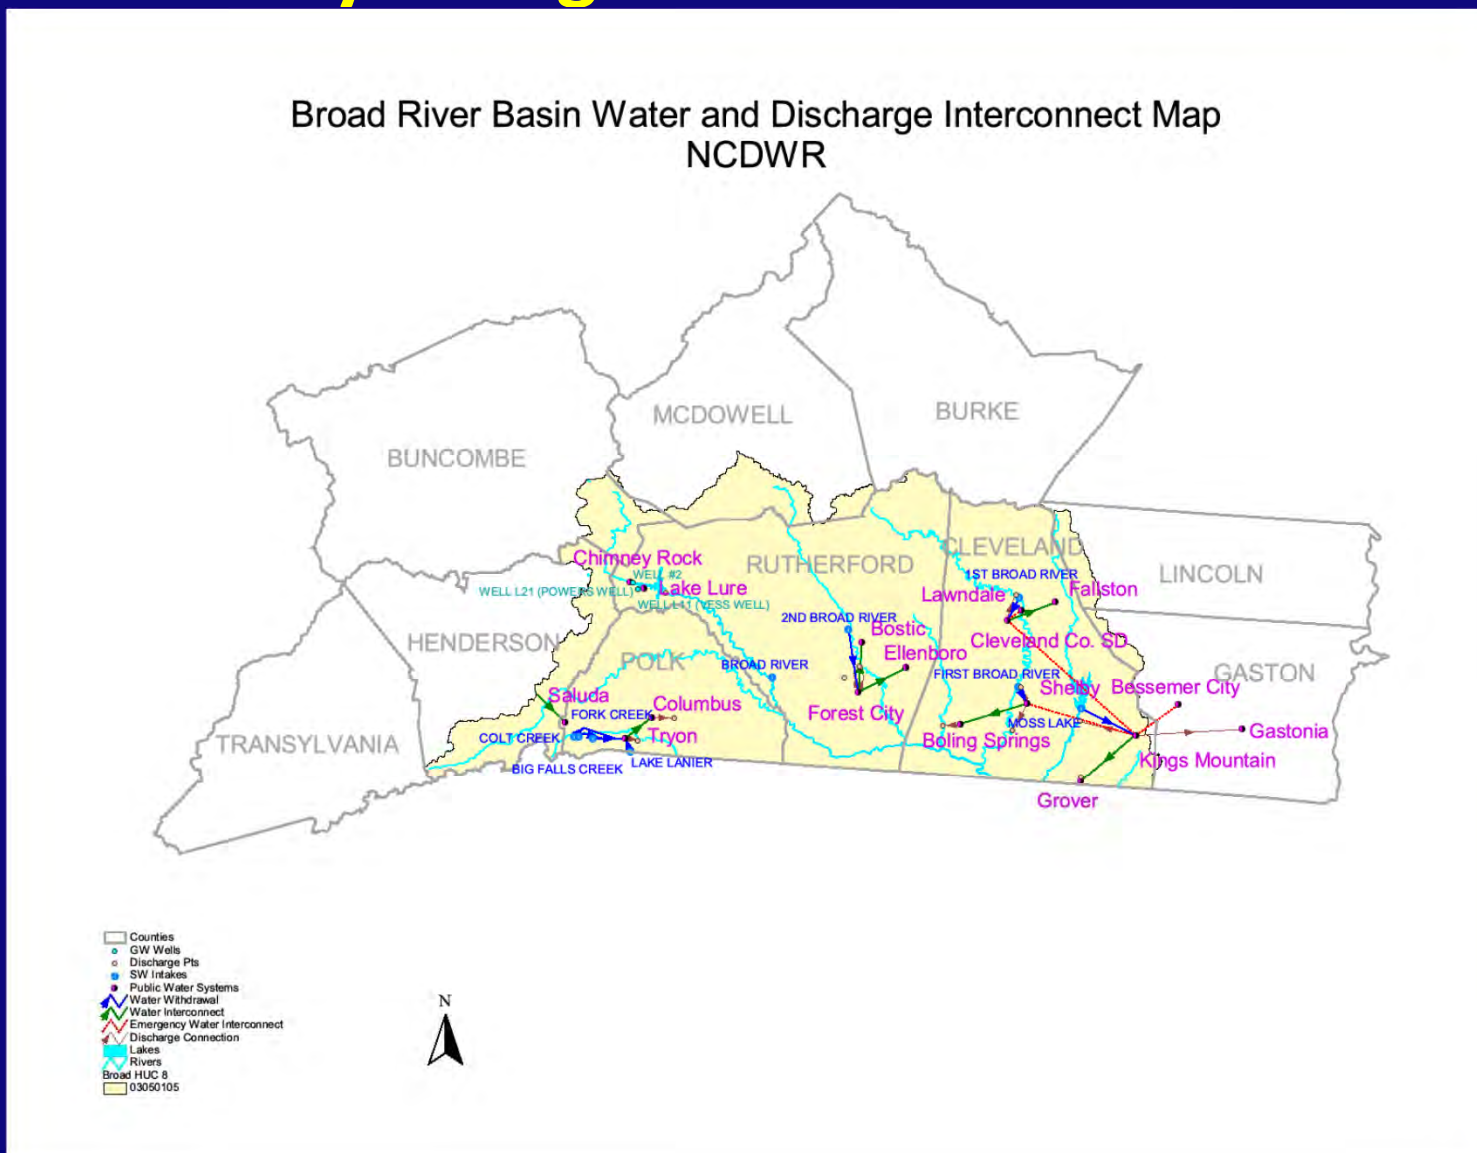 Broad River Basin Water and Discharge Interconnect Map
NCDWR
MCDOWELL
BURKE
BUNCOMBE
CLEVELAND
RUTHERFORD
LINCOLN
Chimney Rock
WELL #2
1ST BROAD RIVER
WELL L21 (POWERS WELL)
Lake Lure
Lawndale
Fallston
WELL L11 (YESS WELL)
2ND BROAD RIVER
Bostic
Cleveland Co. SD
HENDERSON
Ellenboro
POLK
BROAD RIVER
FIRST BROAD RIVER
GASTON
Saluda
Shelby
Bessemer City
Columbus
FORK CREEK
Forest City
MOSS LAKE
Gastonia
COLT CREEK
Tryon
Boling Springs
TRANSYLVANIA
BIG FALLS CREEK
LAKE LANIER
Kings Mountain
Grover
Counties
GW Wells
Discharge Pts
SW Intakes
Public Water Systems
Water Withdrawal
Water Interconnect
Emergency Water Interconnect
Discharge Connection
Lakes
Rivers
Broad HUC 8
03050105
N